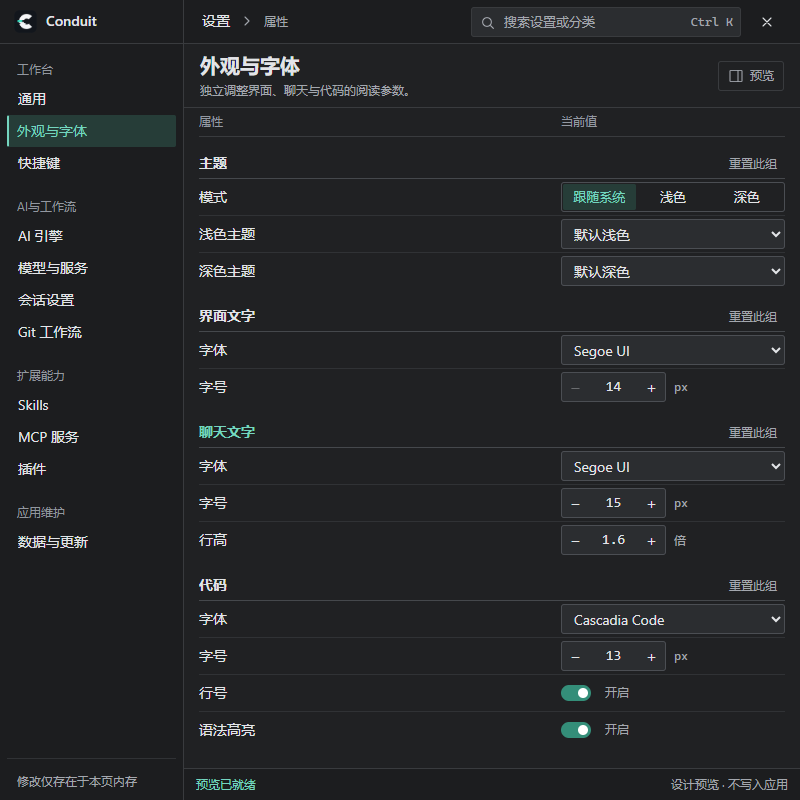 Conduit
设置 > 属性
搜索设置或分类 Ctrl K
工作台
通用
外观与字体
快捷键
AI与工作流
AI 引擎
模型与服务
会话设置
Git 工作流
扩展能力
Skills
MCP 服务
插件
应用维护
数据与更新
修改仅存在于本页内存
外观与字体
独立调整界面、聊天与代码的阅读参数。
预览
属性 当前值
主题 重置此组
模式 跟随系统 浅色 深色
浅色主题 默认浅色
深色主题 默认深色
界面文字 重置此组
字体 Segoe UI
字号 − 14 + px
聊天文字 重置此组
字体 Segoe UI
字号 − 15 + px
行高 − 1.6 + 倍
代码 重置此组
字体 Cascadia Code
字号 − 13 + px
行号 开启
语法高亮 开启
预览已就绪 设计预览 · 不写入应用